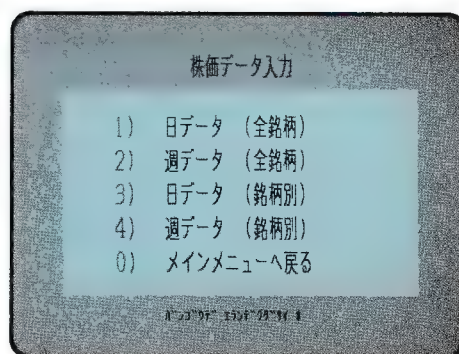 株価データ入力
1) 日データ (全銘柄)
2) 週データ (全銘柄)
3) 日データ (銘柄別)
4) 週データ (銘柄別)
0) メインメニューへ戻る